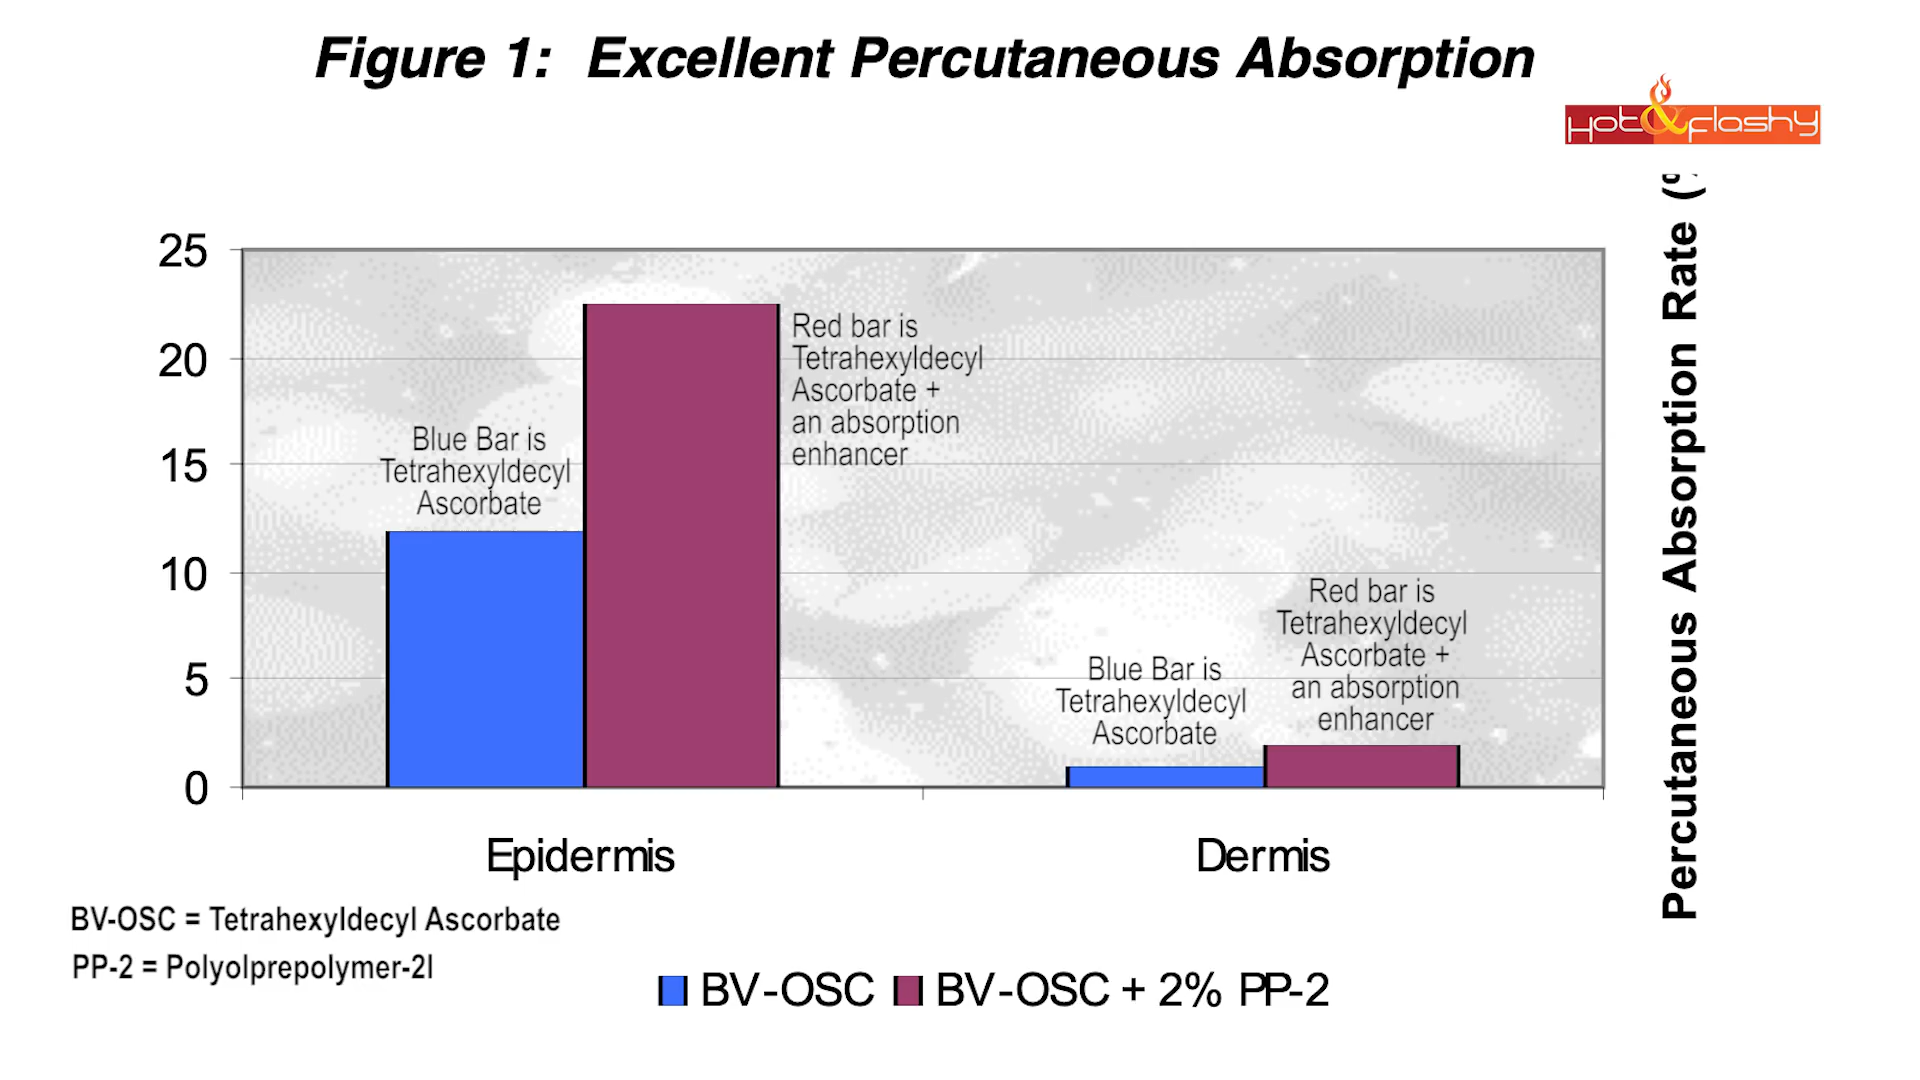 Figure 1: Excellent Percutaneous Absorption
Hot & flashy
25
20
15
10
5
0
Blue Bar is
Tetrahexyldecyl
Ascorbate
Red bar is
Tetrahexyldecyl
Ascorbate +
an absorption
enhancer
Blue Bar is
Tetrahexyldecyl
Ascorbate
Red bar is
Tetrahexyldecyl
Ascorbate +
an absorption
enhancer
Percutaneous Absorption Rate (%
Epidermis
Dermis
BV-OSC = Tetrahexyldecyl Ascorbate
PP-2 = Polyolprepolymer-2l
BV-OSC
BV-OSC + 2% PP-2